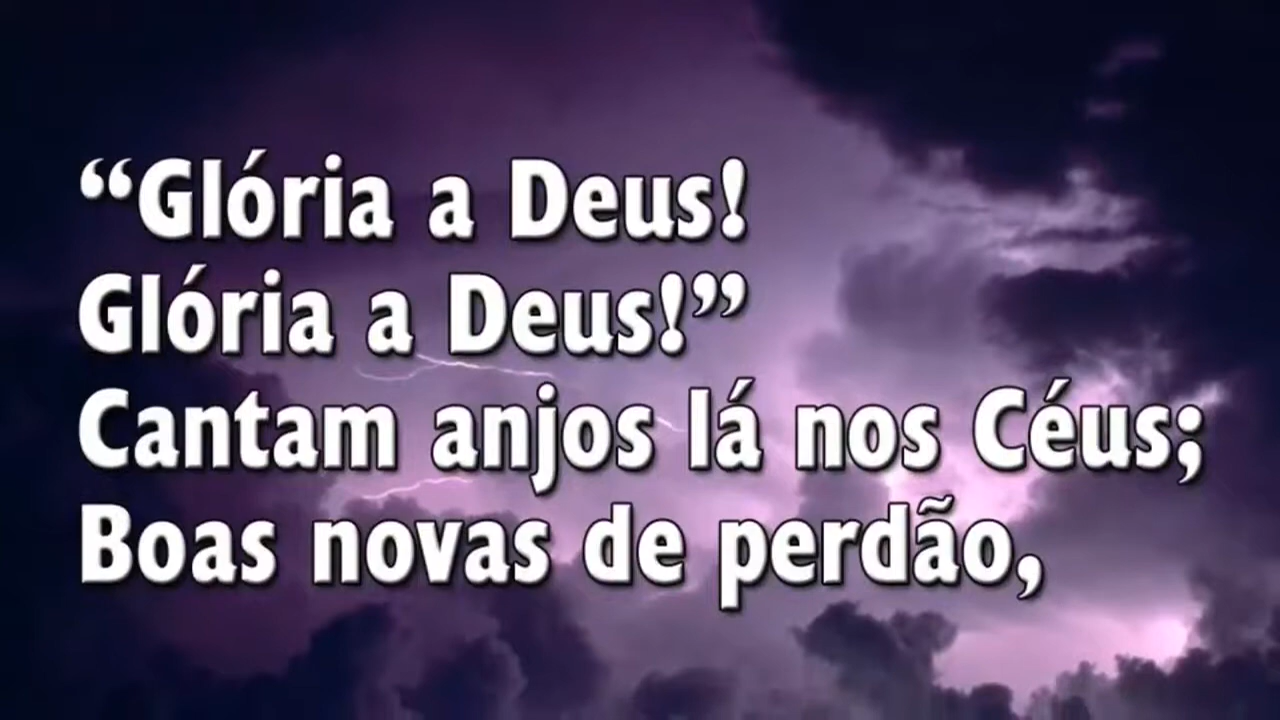 “Glória a Deus!
Glória a Deus!”
Cantam anjos lá nos Céus;
Boas novas de perdão,